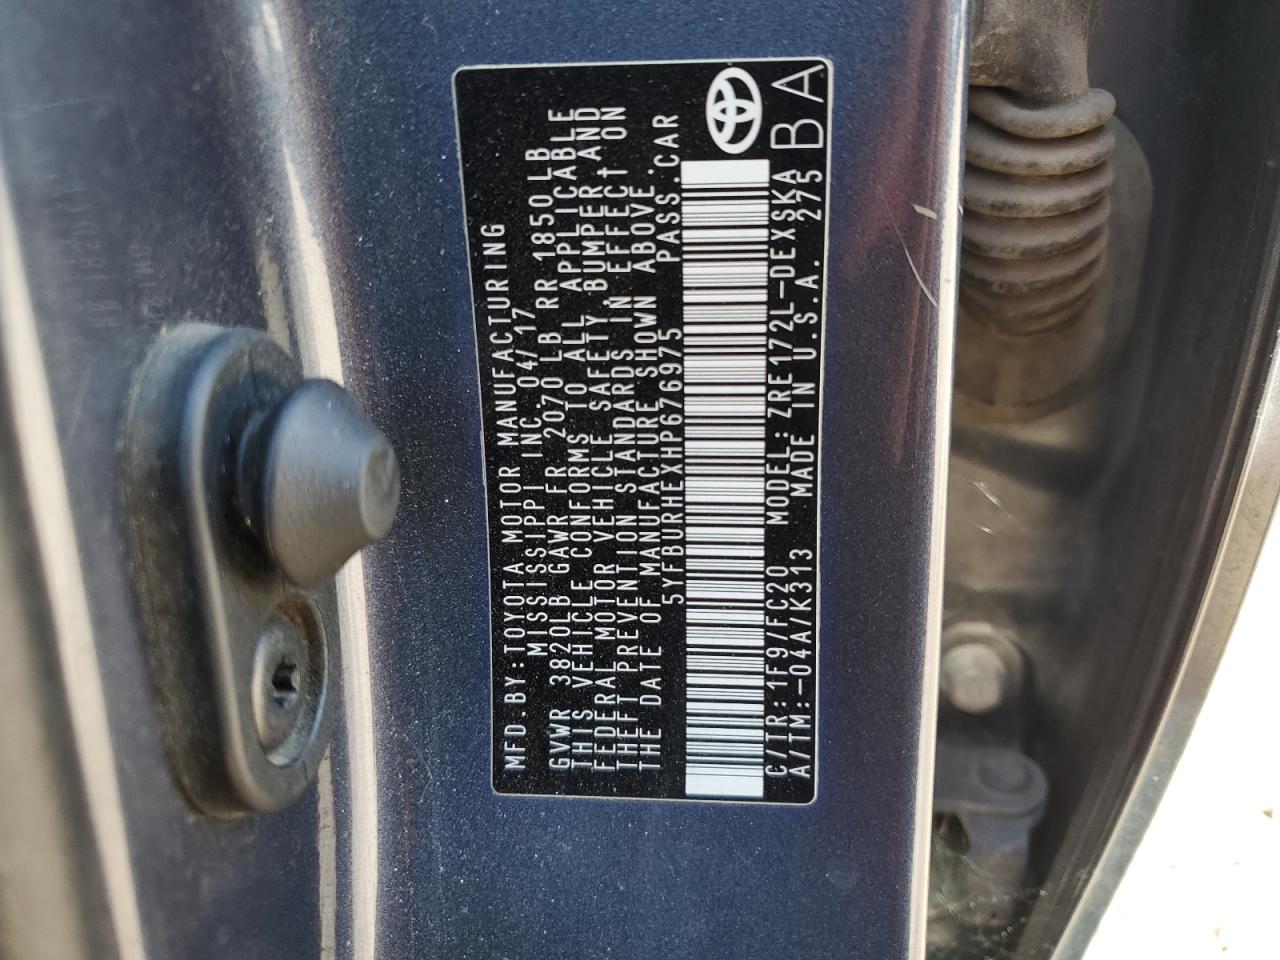 MFD.BY:TOYOTA MOTOR MANUFACTURING
MISSISSIPPI INC. 04/17
GVWR 3820LB GAWR FR 2070LB RR 1850LB
THIS VEHICLE CONFORMS TO ALL APPLICABLE
FEDERAL MOTOR VEHICLE SAFETY, BUMPER, AND
THEFT PREVENTION STANDARDS IN EFFECT ON
THE DATE OF MANUFACTURE SHOWN ABOVE.
5YFBURHEXHP676975 PASS.CAR
C/TR:1F9/FC20 MODEL:ZRE172L-DEXSKA
A/TM:-04A/K313 MADE IN U.S.A. 275
BA